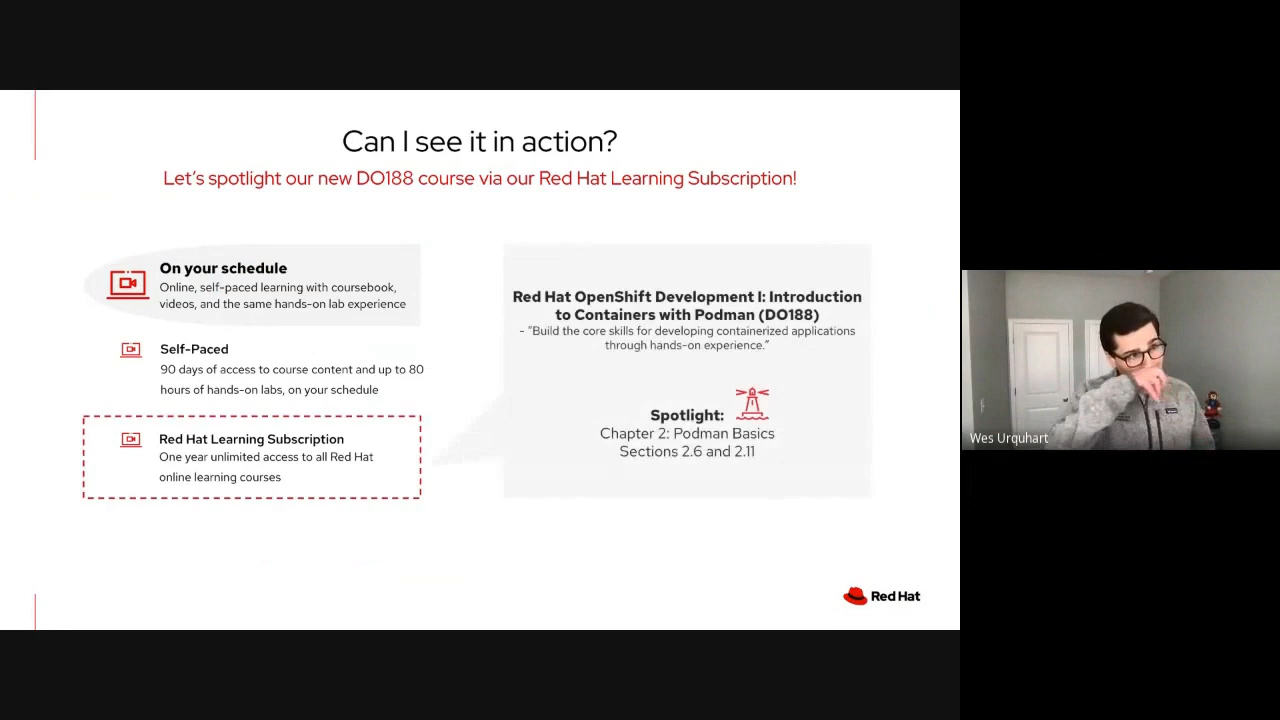 Can I see it in action?
Let's spotlight our new DO188 course via our Red Hat Learning Subscription!
On your schedule
Online, self-paced learning with coursebook,
videos, and the same hands-on lab experience
Self-Paced
90 days of access to course content and up to 80
hours of hands-on labs, on your schedule
Red Hat Learning Subscription
One year unlimited access to all Red Hat
online learning courses
Red Hat OpenShift Development I: Introduction
to Containers with Podman (DO188)
- “Build the core skills for developing containerized applications
through hands-on experience.”
Spotlight:
Chapter 2: Podman Basics
Sections 2.6 and 2.11
Red Hat
Wes Urquhart